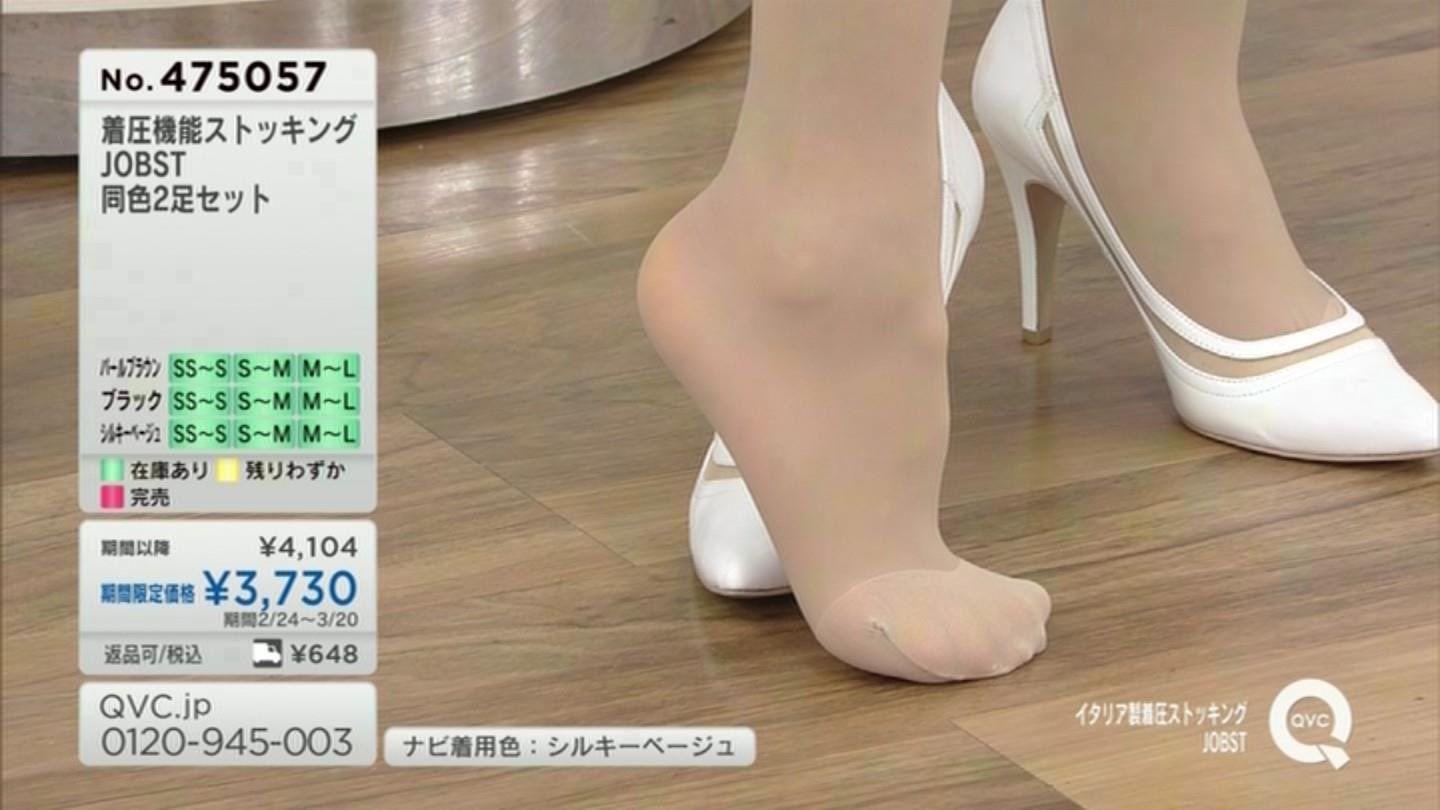 No.475057
着圧機能ストッキング
JOBST
同色2足セット
パールブラウン SS～S S～M M～L
ブラック SS～S S～M M～L
シルキーベージュ SS～S S～M M～L
在庫あり 残りわずか
完売
期間以降 ¥4,104
期間限定価格 ¥3,730
期間2/24～3/20
返品可/税込 ¥648
QVC.jp
0120-945-003
ナビ着用色：シルキーベージュ
イタリア製着圧ストッキング
JOBST
QVC